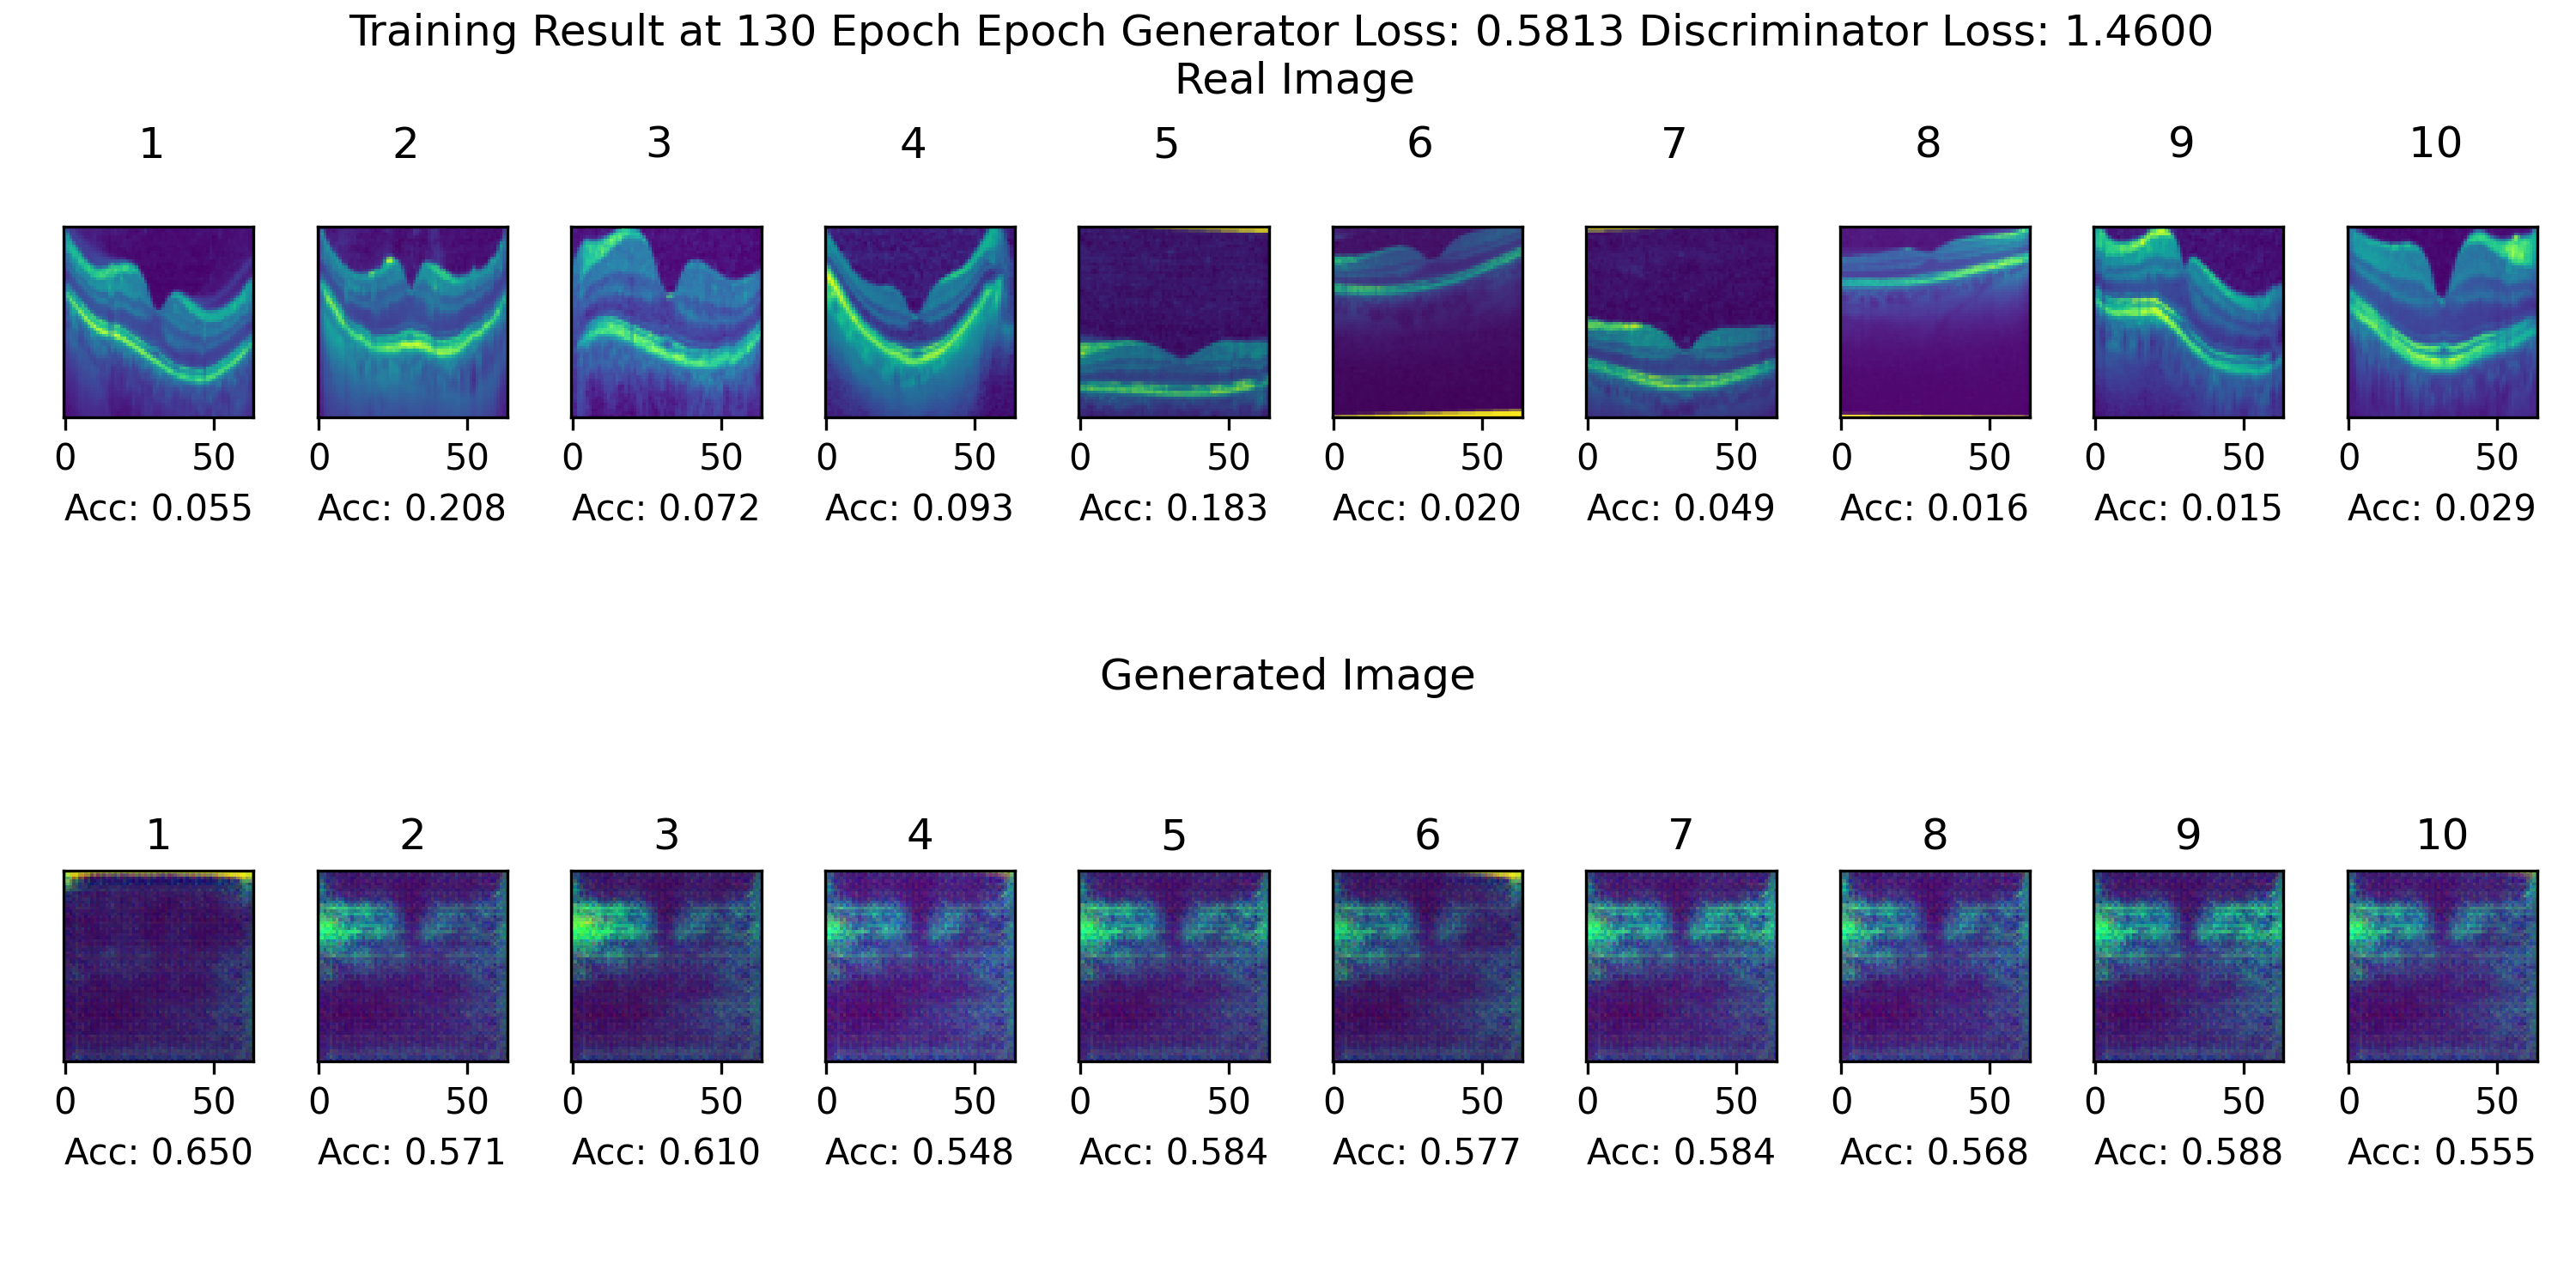 Training Result at 130 Epoch Epoch Generator Loss: 0.5813 Discriminator Loss: 1.4600
Real Image
1 2 3 4 5 6 7 8 9 10
0 50 0 50 0 50 0 50 0 50 0 50 0 50 0 50 0 50 0 50
Acc: 0.055 Acc: 0.208 Acc: 0.072 Acc: 0.093 Acc: 0.183 Acc: 0.020 Acc: 0.049 Acc: 0.016 Acc: 0.015 Acc: 0.029
Generated Image
1 2 3 4 5 6 7 8 9 10
0 50 0 50 0 50 0 50 0 50 0 50 0 50 0 50 0 50 0 50
Acc: 0.650 Acc: 0.571 Acc: 0.610 Acc: 0.548 Acc: 0.584 Acc: 0.577 Acc: 0.584 Acc: 0.568 Acc: 0.588 Acc: 0.555